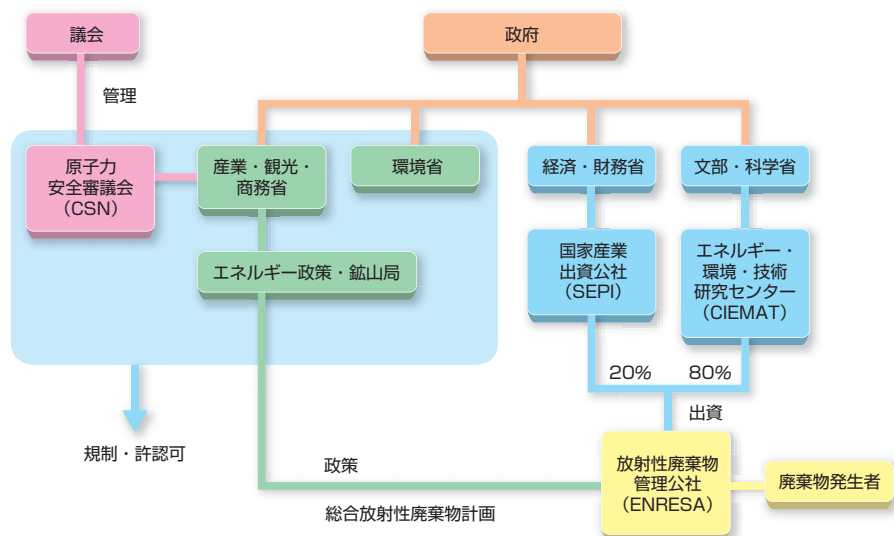 議会
政府
管理
原子力
安全審議会
（CSN）
産業・観光・
商務省
環境省
経済・財務省
文部・科学省
エネルギー政策・鉱山局
国家産業
出資公社
（SEPI）
エネルギー・
環境・技術
研究センター
（CIEMAT）
20%
80%
出資
規制・許認可
政策
総合放射性廃棄物計画
放射性廃棄物
管理公社
（ENRESA）
廃棄物発生者